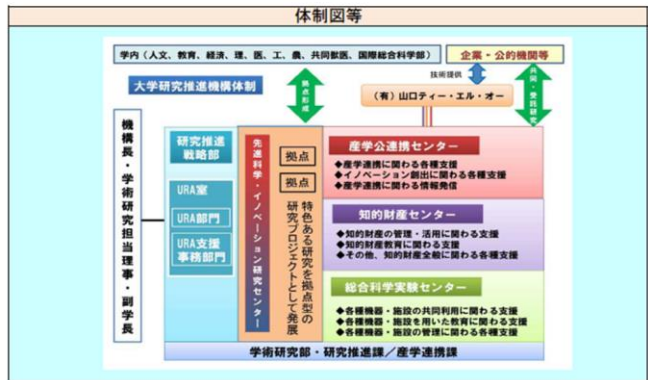 体制図等
学内（人文、教育、経済、理、医、工、農、共同獣医、国際総合科学部）
企業・公的機関等
大学研究推進機構体制
拠点形成
技術提供
共同・受託研究
（有）山口ティー・エル・オー
機構長・学術研究担当理事・副学長
研究推進
戦略部
URA室
URA部門
URA支援
事務部門
先進科学・イノベーション研究センター
拠点
拠点
特色ある研究を拠点型の
研究プロジェクトとして発展
産学公連携センター
◆産学連携に関わる各種支援
◆イノベーション創出に関わる各種支援
◆産学連携に関わる情報発信
知的財産センター
◆知的財産の管理・活用に関わる支援
◆知的財産教育に関わる支援
◆その他、知的財産全般に関わる各種支援
総合科学実験センター
◆各種機器・施設の共同利用に関わる支援
◆各種機器・施設を用いた教育に関わる支援
◆各種機器・施設の管理に関わる各種支援
学術研究部・研究推進課／産学連携課